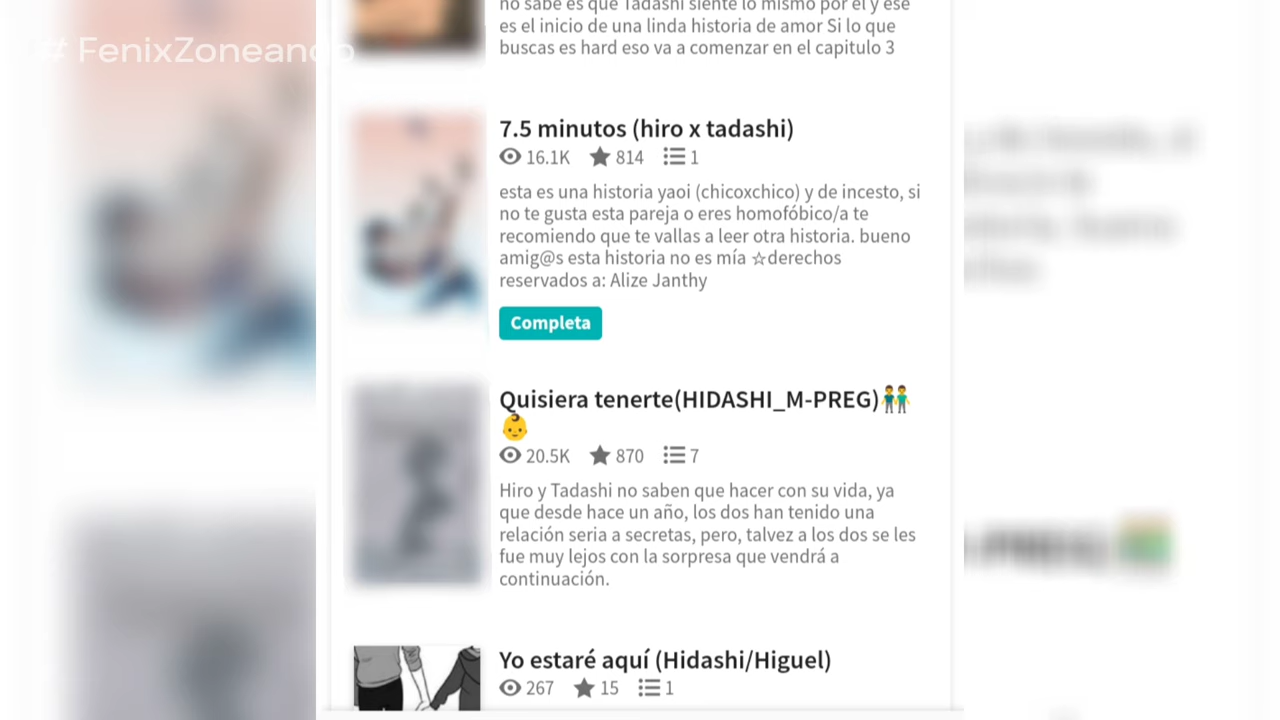 # FenixZoneando
no sabe es que Tadashi siente lo mismo por él y ese
es el inicio de una linda historia de amor Si lo que
buscas es hard eso va a comenzar en el capitulo 3
7.5 minutos (hiro x tadashi)
16.1K 814 1
esta es una historia yaoi (chicoxchico) y de incesto, si
no te gusta esta pareja o eres homofóbico/a te
recomiendo que te vallas a leer otra historia. bueno
amig@s esta historia no es mía ☆derechos
reservados a: Alize Janthy
Completa
Quisiera tenerte(HIDASHI_M-PREG)👬
👶
20.5K 870 7
Hiro y Tadashi no saben que hacer con su vida, ya
que desde hace un año, los dos han tenido una
relación seria a secretas, pero, talvez a los dos se les
fue muy lejos con la sorpresa que vendrá a
continuación.
Yo estaré aquí (Hidashi/Higuel)
267 15 1